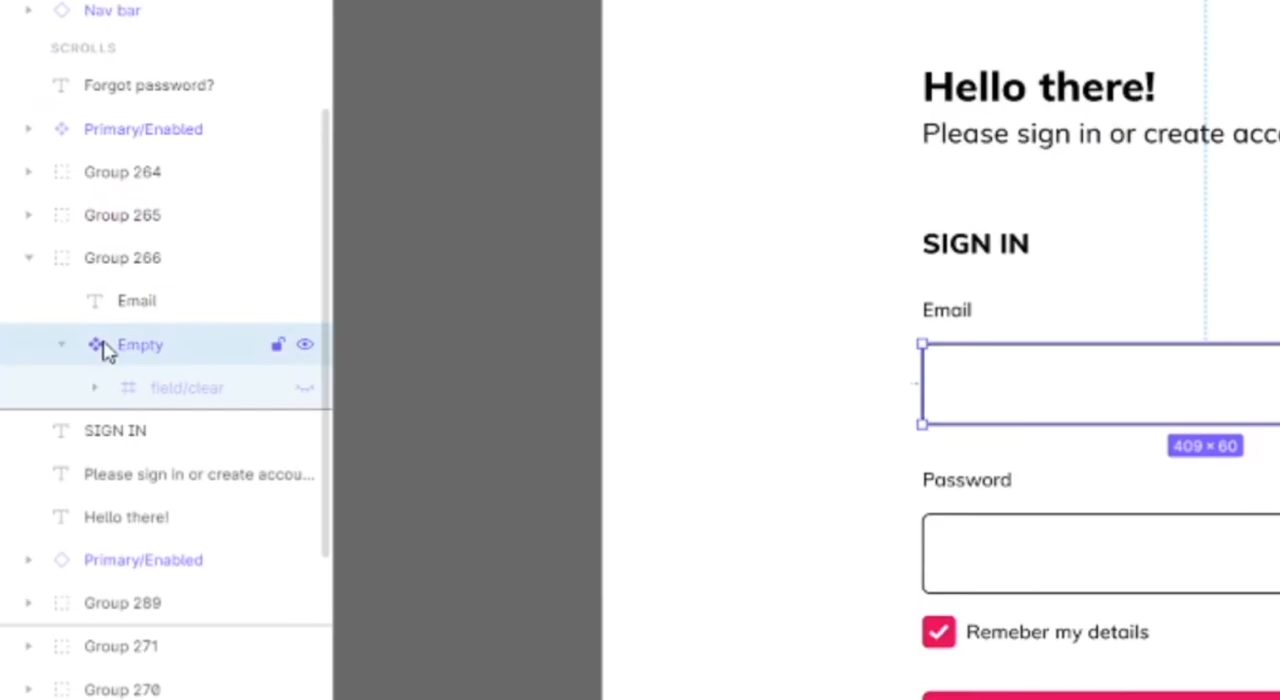 Nav bar
SCROLLS
Forgot password?
Primary/Enabled
Group 264
Group 265
Group 266
Email
Empty
field/clear
SIGN IN
Please sign in or create accou...
Hello there!
Primary/Enabled
Group 289
Group 271
Group 270
Hello there!
Please sign in or create acco
SIGN IN
Email
409 × 60
Password
Remeber my details